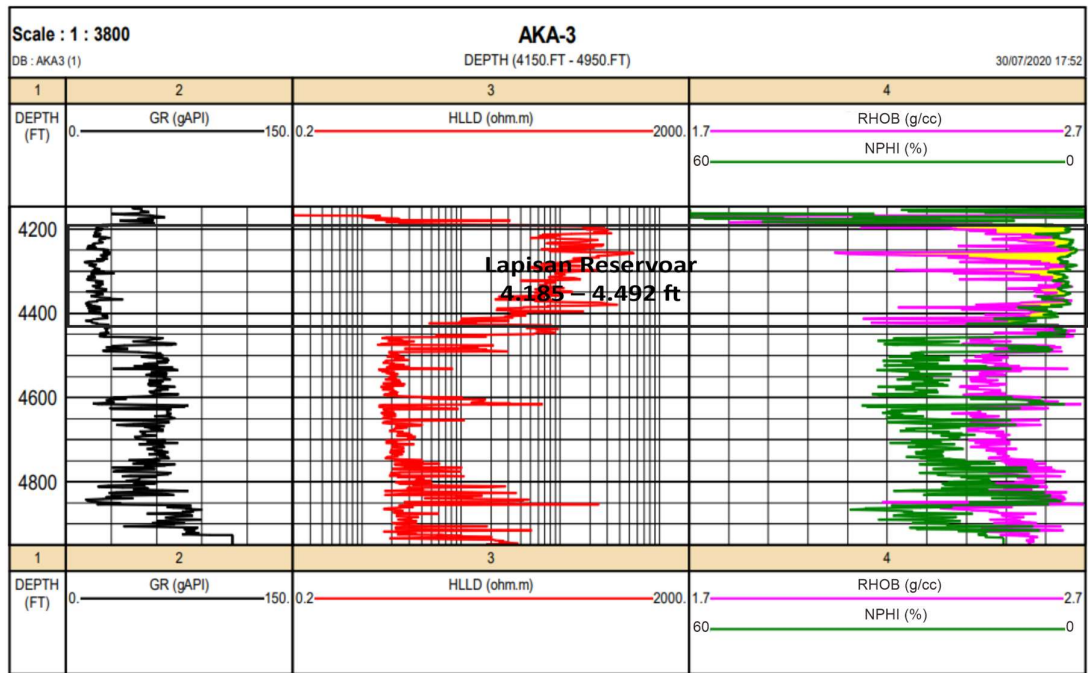 Scale : 1 : 3800
AKA-3
DB : AKA3 (1)
DEPTH (4150.FT - 4950.FT)
30/07/2020 17:52
1 2 3 4
DEPTH (FT)
0. GR (gAPI) 150.
0.2 HLLD (ohm.m) 2000.
1.7 RHOB (g/cc) 2.7
60 NPHI (%) 0
4200
Lapisan Reservoar
4.185 – 4.492 ft
4400
4600
4800
1 2 3 4
DEPTH (FT)
0. GR (gAPI) 150.
0.2 HLLD (ohm.m) 2000.
1.7 RHOB (g/cc) 2.7
60 NPHI (%) 0